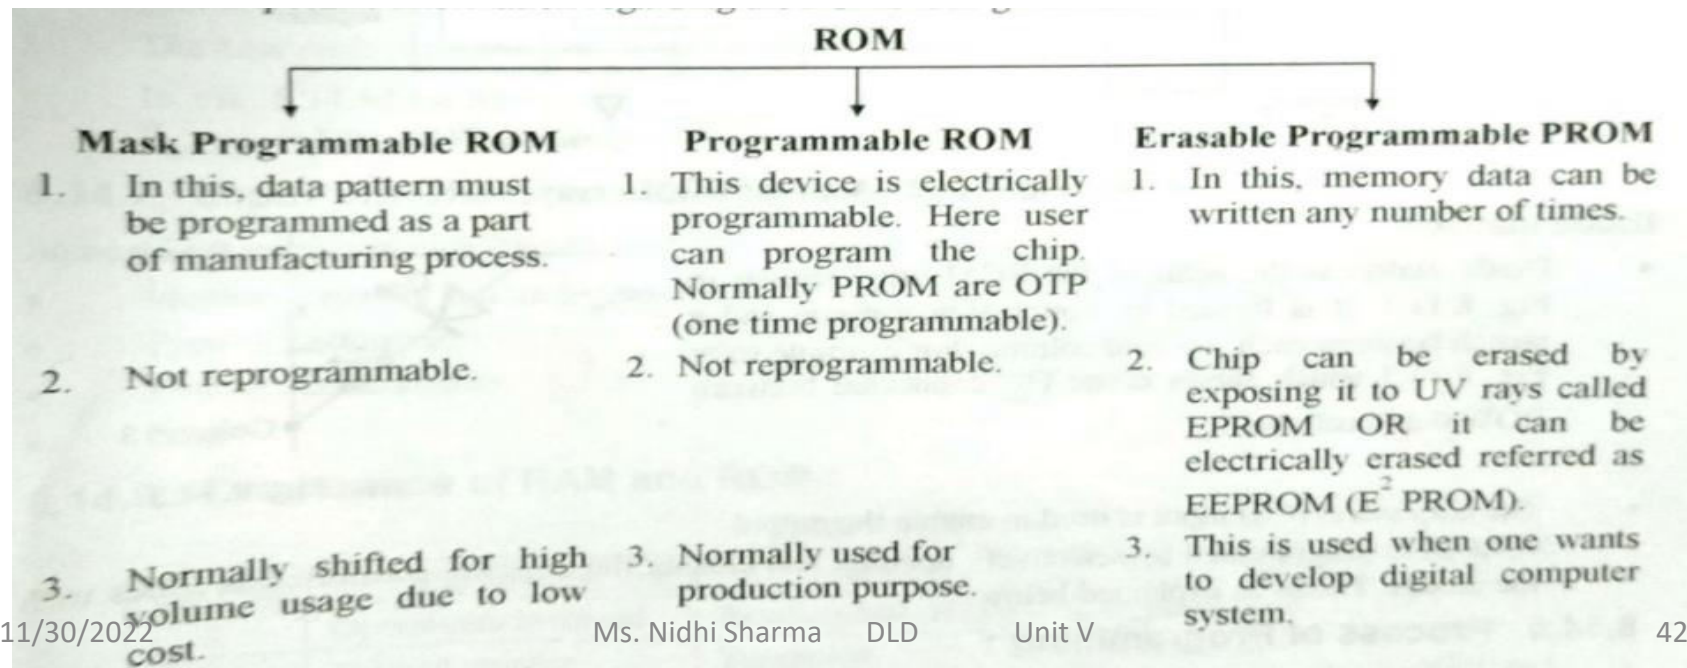 ROM
Mask Programmable ROM
1. In this, data pattern must
be programmed as a part
of manufacturing process.
2. Not reprogrammable.
3. Normally shifted for high
volume usage due to low
cost.
Programmable ROM
1. This device is electrically
programmable. Here user
can program the chip.
Normally PROM are OTP
(one time programmable).
2. Not reprogrammable.
3. Normally used for
production purpose.
Erasable Programmable PROM
1. In this, memory data can be
written any number of times.
2. Chip can be erased by
exposing it to UV rays called
EPROM OR it can be
electrically erased referred as
EEPROM (E² PROM).
3. This is used when one wants
to develop digital computer
system.
11/30/2022 Ms. Nidhi Sharma DLD Unit V 42